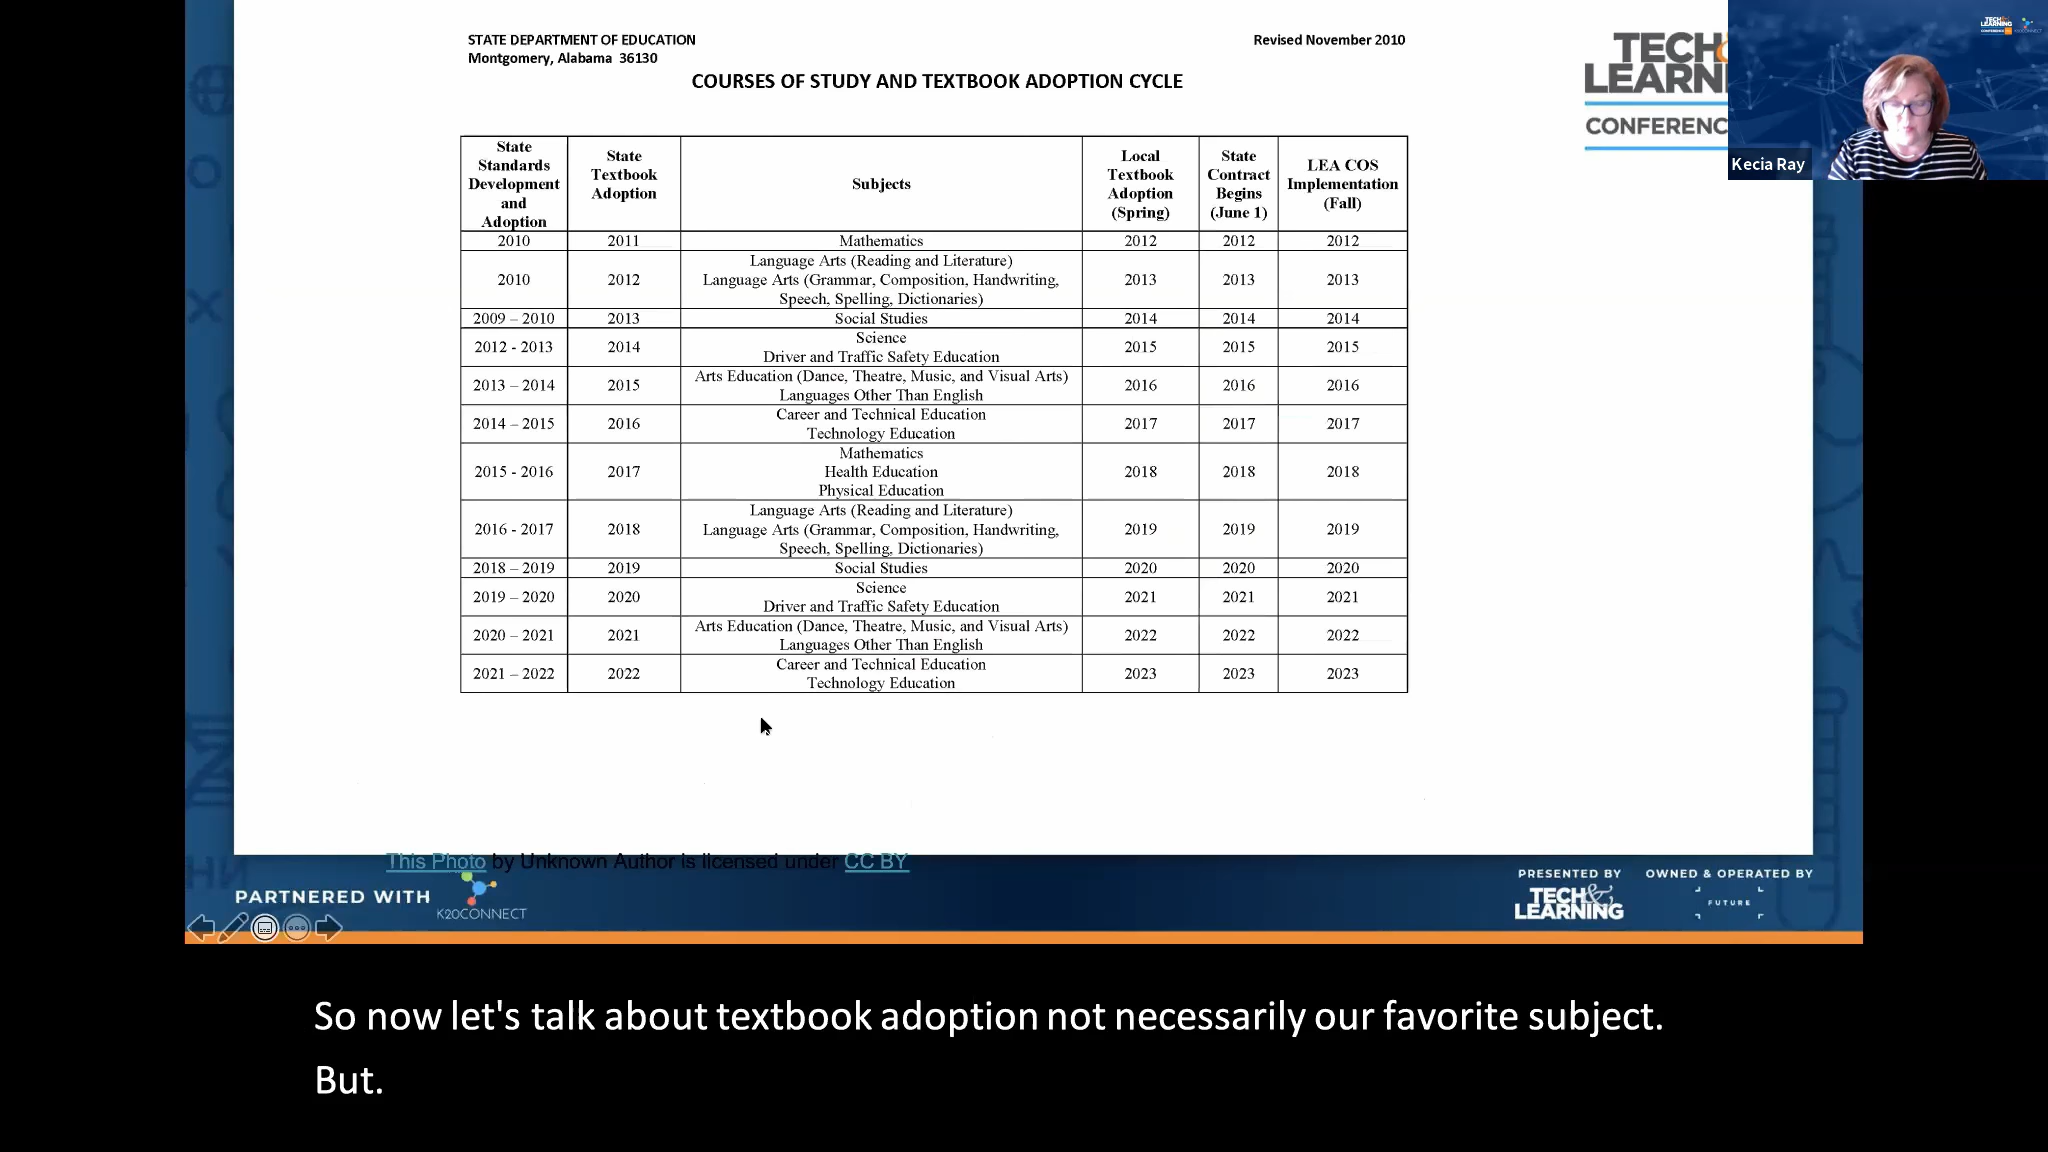 STATE DEPARTMENT OF EDUCATION
Revised November 2010
Montgomery, Alabama 36130
COURSES OF STUDY AND TEXTBOOK ADOPTION CYCLE
State Standards Development and Adoption
State Textbook Adoption
Subjects
Local Textbook Adoption (Spring)
State Contract Begins (June 1)
LEA COS Implementation (Fall)
2010 2011 Mathematics 2012 2012 2012
Language Arts (Reading and Literature)
2010 2012 Language Arts (Grammar, Composition, Handwriting, 2013 2013 2013
Speech, Spelling, Dictionaries)
2009 – 2010 2013 Social Studies 2014 2014 2014
Science
2012 - 2013 2014 2015 2015 2015
Driver and Traffic Safety Education
Arts Education (Dance, Theatre, Music, and Visual Arts)
2013 – 2014 2015 2016 2016 2016
Languages Other Than English
Career and Technical Education
2014 – 2015 2016 2017 2017 2017
Technology Education
Mathematics
2015 - 2016 2017 Health Education 2018 2018 2018
Physical Education
Language Arts (Reading and Literature)
2016 - 2017 2018 Language Arts (Grammar, Composition, Handwriting, 2019 2019 2019
Speech, Spelling, Dictionaries)
2018 – 2019 2019 Social Studies 2020 2020 2020
Science
2019 – 2020 2020 2021 2021 2021
Driver and Traffic Safety Education
Arts Education (Dance, Theatre, Music, and Visual Arts)
2020 – 2021 2021 2022 2022 2022
Languages Other Than English
Career and Technical Education
2021 – 2022 2022 2023 2023 2023
Technology Education
TECH&
LEARNI
CONFERENC
Kecia Ray
TECH&
LEARNING
CONFERENCE
K20CONNECT
This Photo by Unknown Author is licensed under CC BY
PARTNERED WITH
K20CONNECT
PRESENTED BY
TECH&
LEARNING
OWNED & OPERATED BY
FUTURE
So now let's talk about textbook adoption not necessarily our favorite subject.
But.